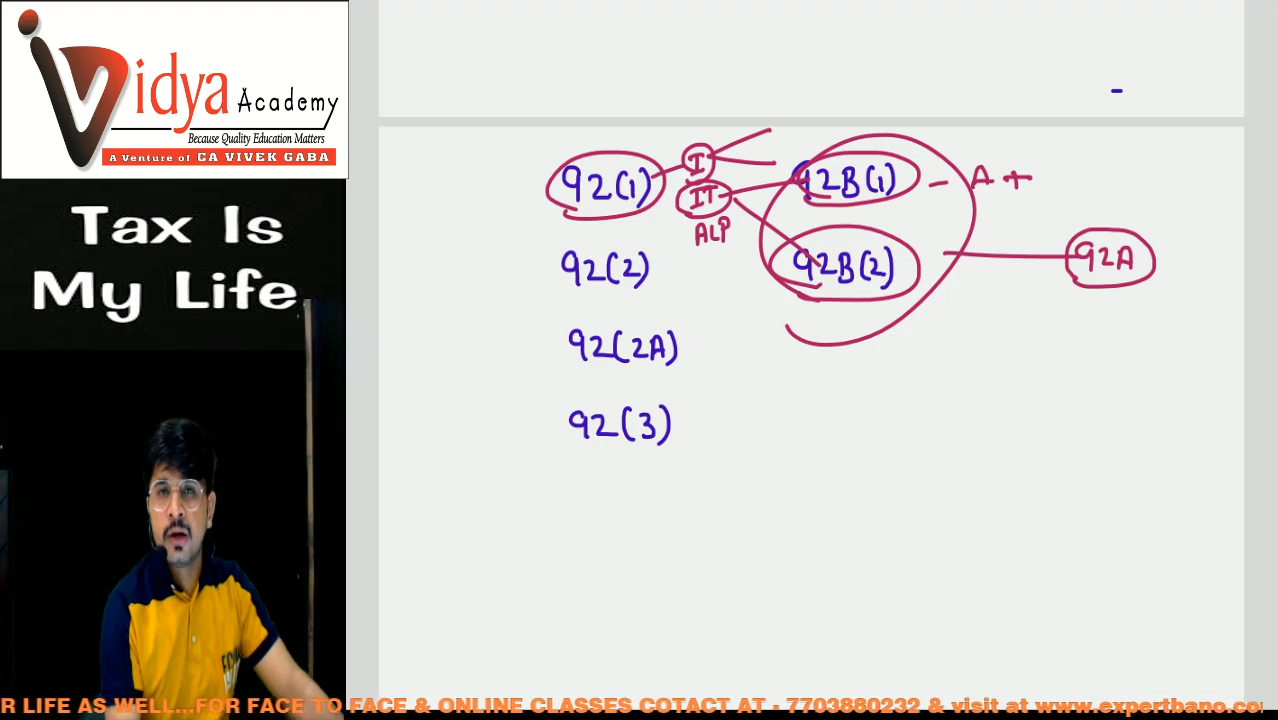 Vidya Academy
Because Quality Education Matters
A Venture of CA VIVEK GABA
Tax Is
My Life
-
92(1) I 92B(1) - A +
IT
ALP
92(2) 92B(2) 92A
92(2A)
92(3)
R LIFE AS WELL...FOR FACE TO FACE & ONLINE CLASSES COTACT AT - 7703880232 & visit at www.expertbano.co